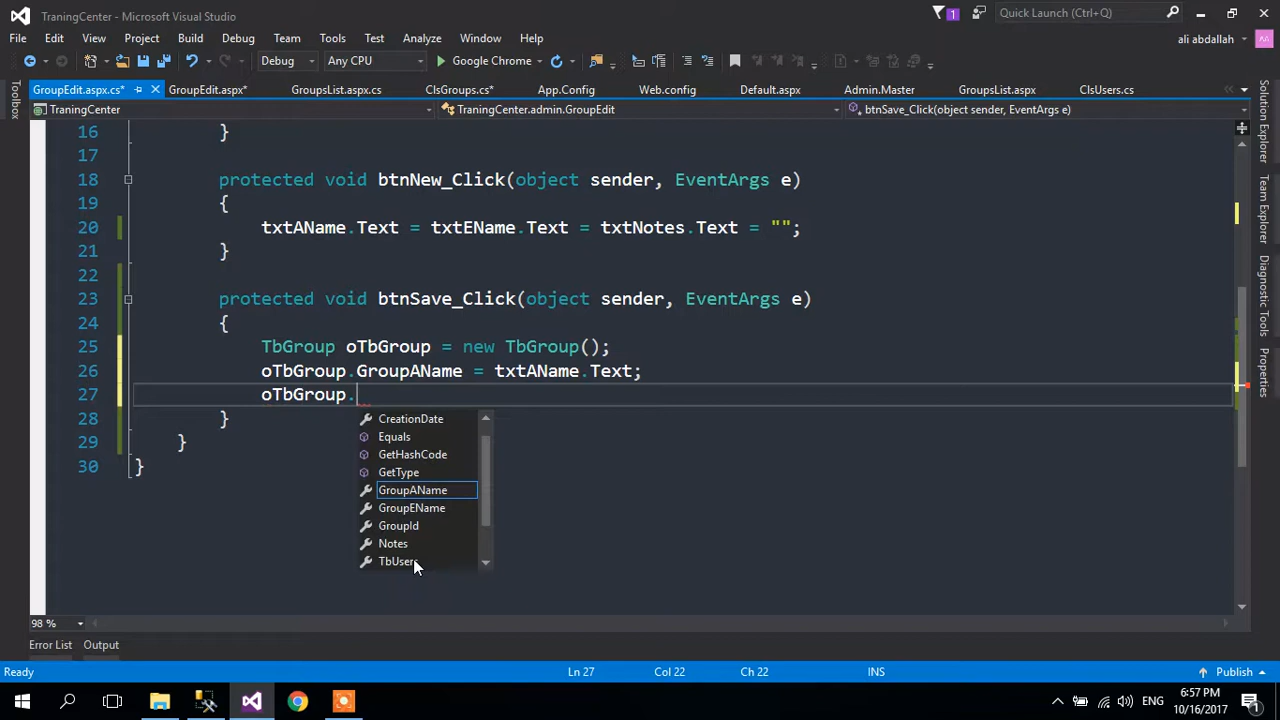 TraningCenter - Microsoft Visual Studio
1
Quick Launch (Ctrl+Q)
File Edit View Project Build Debug Team Tools Test Analyze Window Help
ali abdallah
Debug Any CPU Google Chrome
Toolbox
GroupEdit.aspx.cs* GroupEdit.aspx* GroupsList.aspx.cs ClsGroups.cs* App.Config Web.config Default.aspx Admin.Master GroupsList.aspx ClsUsers.cs
TraningCenter TraningCenter.admin.GroupEdit btnSave_Click(object sender, EventArgs e)
Solution Explorer
Team Explorer
Diagnostic Tools
Properties
16 }
17
18 protected void btnNew_Click(object sender, EventArgs e)
19 {
20 txtAName.Text = txtEName.Text = txtNotes.Text = "";
21 }
22
23 protected void btnSave_Click(object sender, EventArgs e)
24 {
25 TbGroup oTbGroup = new TbGroup();
26 oTbGroup.GroupAName = txtAName.Text;
27 oTbGroup.
28 }
29 }
30 }
CreationDate
Equals
GetHashCode
GetType
GroupAName
GroupEName
GroupId
Notes
TbUsers
98 %
Error List Output
Ready Ln 27 Col 22 Ch 22 INS Publish
ENG
6:57 PM
10/16/2017
1